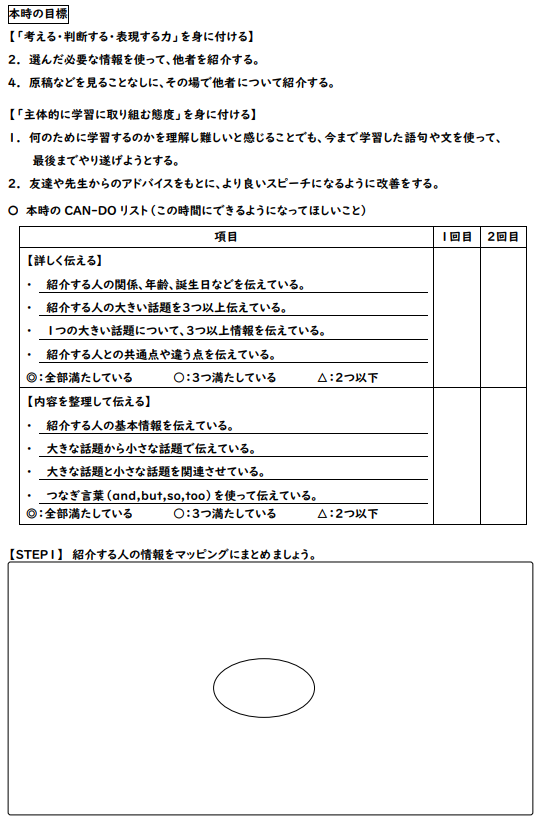 本時の目標
【「考える・判断する・表現する力」を身に付ける】
2. 選んだ必要な情報を使って、他者を紹介する。
4. 原稿などを見ることなしに、その場で他者について紹介する。
【「主体的に学習に取り組む態度」を身に付ける】
1. 何のために学習するのかを理解し難しいと感じることでも、今まで学習した語句や文を使って、
最後までやり遂げようとする。
2. 友達や先生からのアドバイスをもとに、より良いスピーチになるように改善をする。
○ 本時の CAN-DO リスト（この時間にできるようになってほしいこと）
項目 1回目 2回目
【詳しく伝える】
・ 紹介する人の関係、年齢、誕生日などを伝えている。
・ 紹介する人の大きい話題を3つ以上伝えている。
・ 1つの大きい話題について、3つ以上情報を伝えている。
・ 紹介する人との共通点や違う点を伝えている。
◎：全部満たしている ○：3つ満たしている △：2つ以下
【内容を整理して伝える】
・ 紹介する人の基本情報を伝えている。
・ 大きな話題から小さな話題で伝えている。
・ 大きな話題と小さな話題を関連させている。
・ つなぎ言葉（and,but,so,too）を使って伝えている。
◎：全部満たしている ○：3つ満たしている △：2つ以下
【STEP1】 紹介する人の情報をマッピングにまとめましょう。